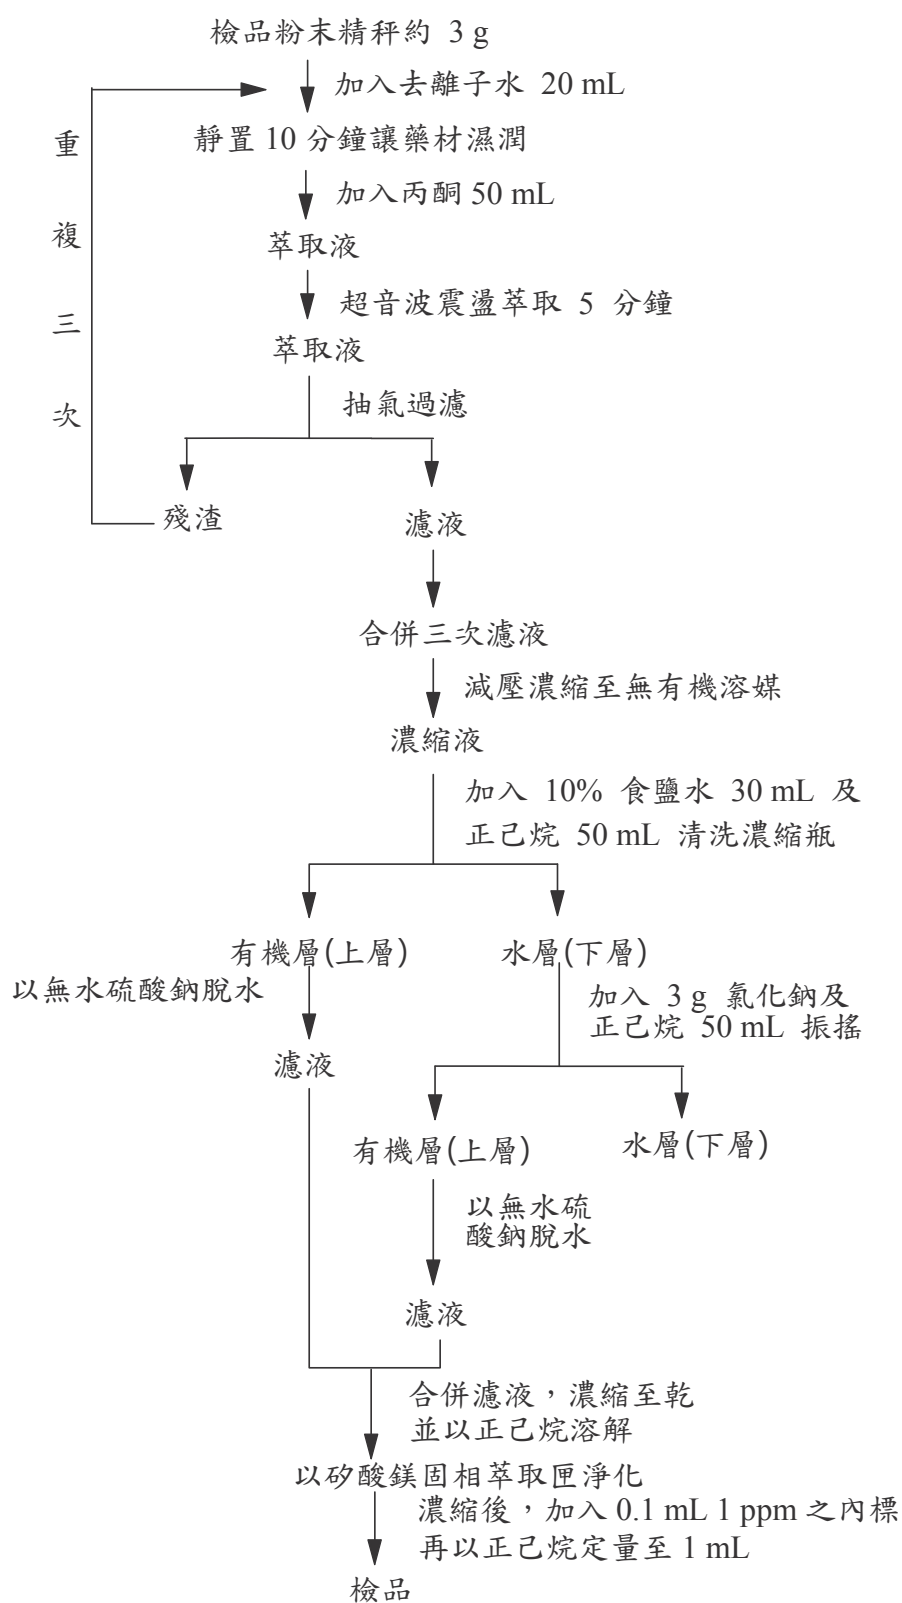 檢品粉末精秤約 3 g
加入去離子水 20 mL
靜置 10 分鐘讓藥材濕潤
加入丙酮 50 mL
萃取液
超音波震盪萃取 5 分鐘
萃取液
抽氣過濾
重
複
三
次
殘渣
濾液
合併三次濾液
減壓濃縮至無有機溶媒
濃縮液
加入 10% 食鹽水 30 mL 及
正己烷 50 mL 清洗濃縮瓶
有機層(上層)
水層(下層)
以無水硫酸鈉脫水
加入 3 g 氯化鈉及
正己烷 50 mL 振搖
濾液
有機層(上層)
水層(下層)
以無水硫
酸鈉脫水
濾液
合併濾液，濃縮至乾
並以正己烷溶解
以矽酸鎂固相萃取匣淨化
濃縮後，加入 0.1 mL 1 ppm 之內標
再以正己烷定量至 1 mL
檢品